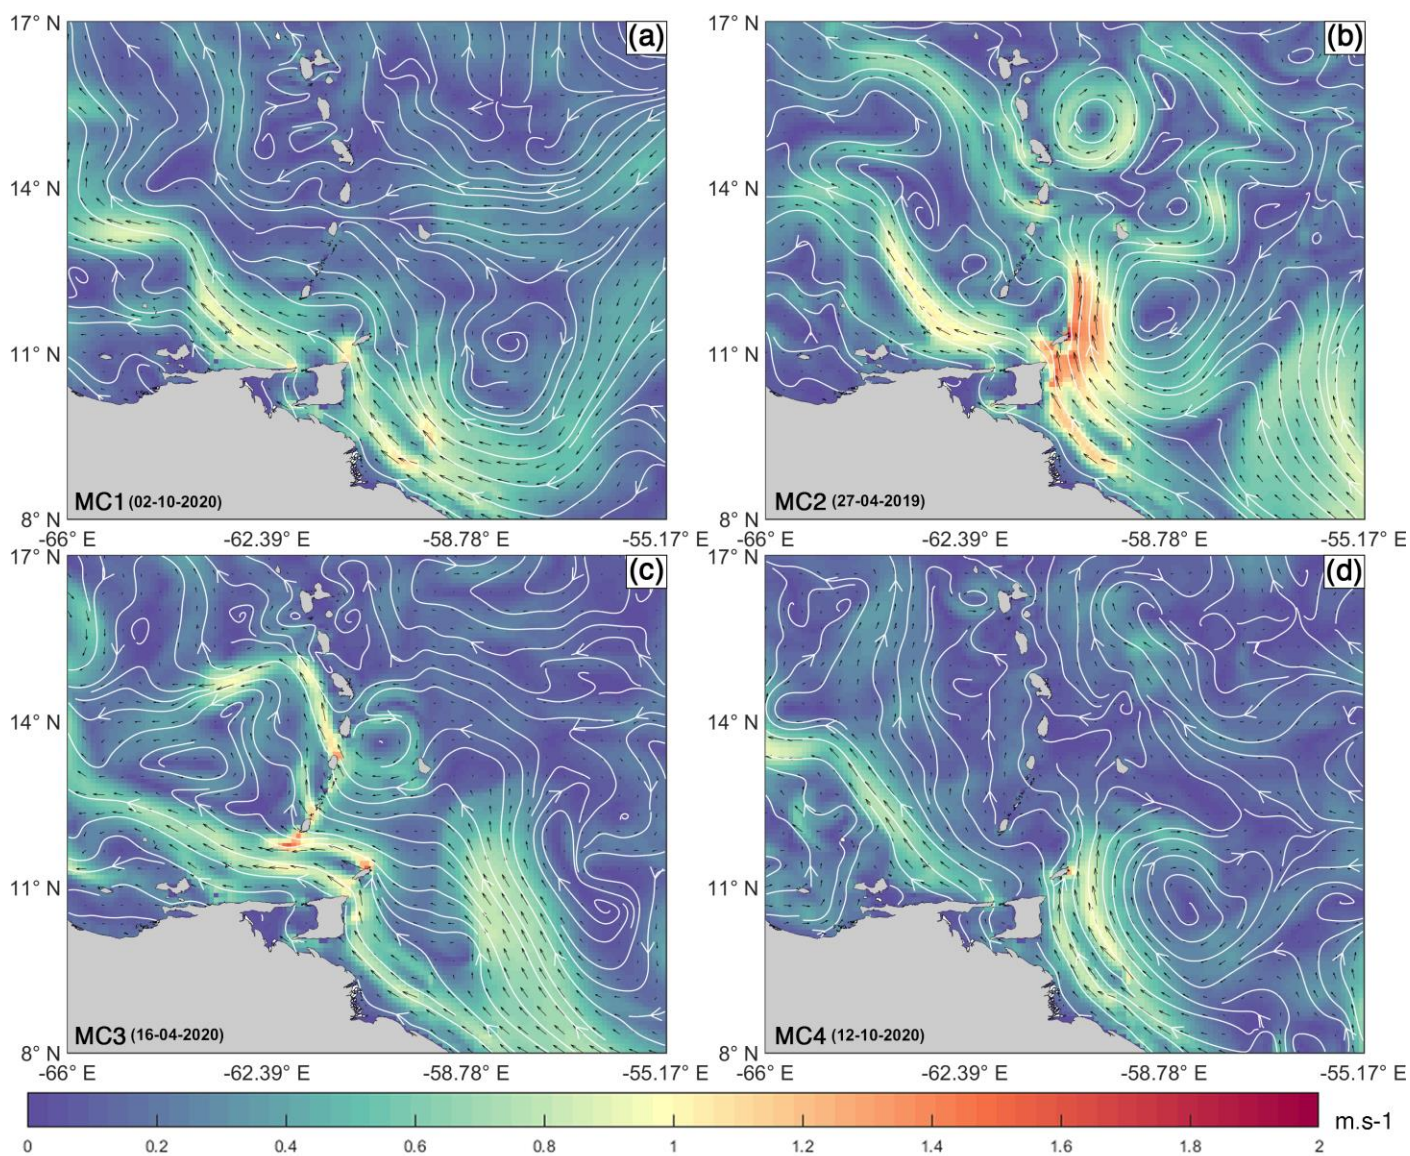 17° N
(a)
(b)
14° N
11° N
MC1 (02-10-2020)
MC2 (27-04-2019)
8° N
-66° E -62.39° E -58.78° E -55.17° E -66° E -62.39° E -58.78° E -55.17° E
17° N
(c)
17° N
(d)
14° N
14° N
11° N
11° N
MC3 (16-04-2020)
MC4 (12-10-2020)
8° N
8° N
-66° E -62.39° E -58.78° E -55.17° E -66° E -62.39° E -58.78° E -55.17° E
m.s-1
0 0.2 0.4 0.6 0.8 1 1.2 1.4 1.6 1.8 2